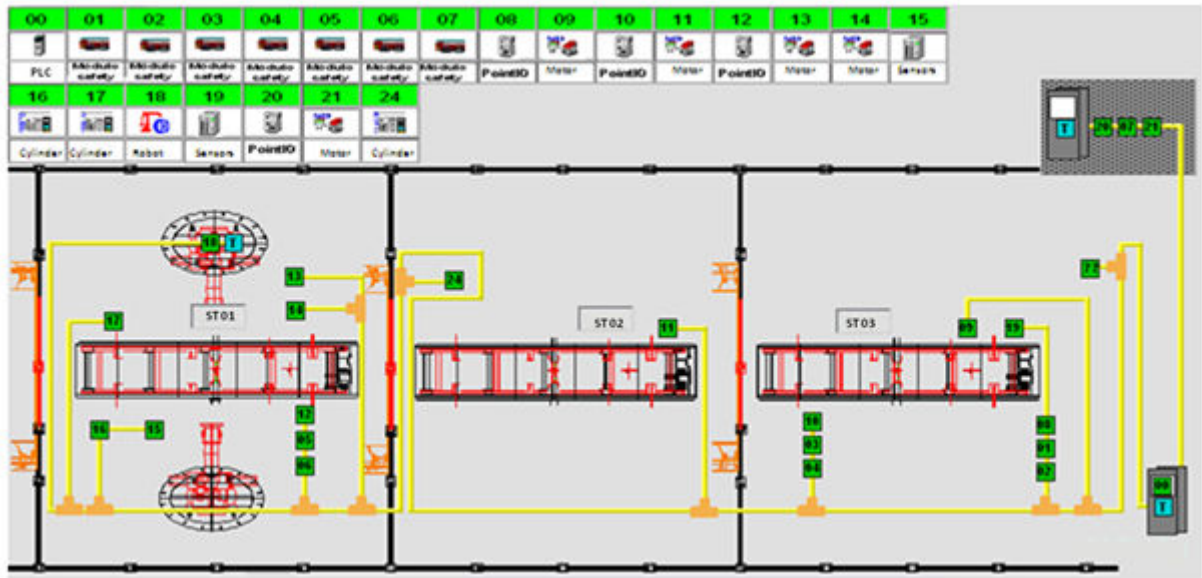 00 01 02 03 04 05 06 07 08 09 10 11 12 13 14 15
PLC Modulo safety Modulo safety Modulo safety Modulo safety Modulo safety Modulo safety Modulo safety PointIO Motor PointIO Motor PointIO Motor Motor Sensors
16 17 18 19 20 21 24
Cylinder Cylinder Robot Sensors PointIO Motor Cylinder
T
20 07 21
18 T
13
24
14
17
ST01
ST02
11
ST03
09
19
12
16 15
05
06
10
03
04
08
01
02
00
T